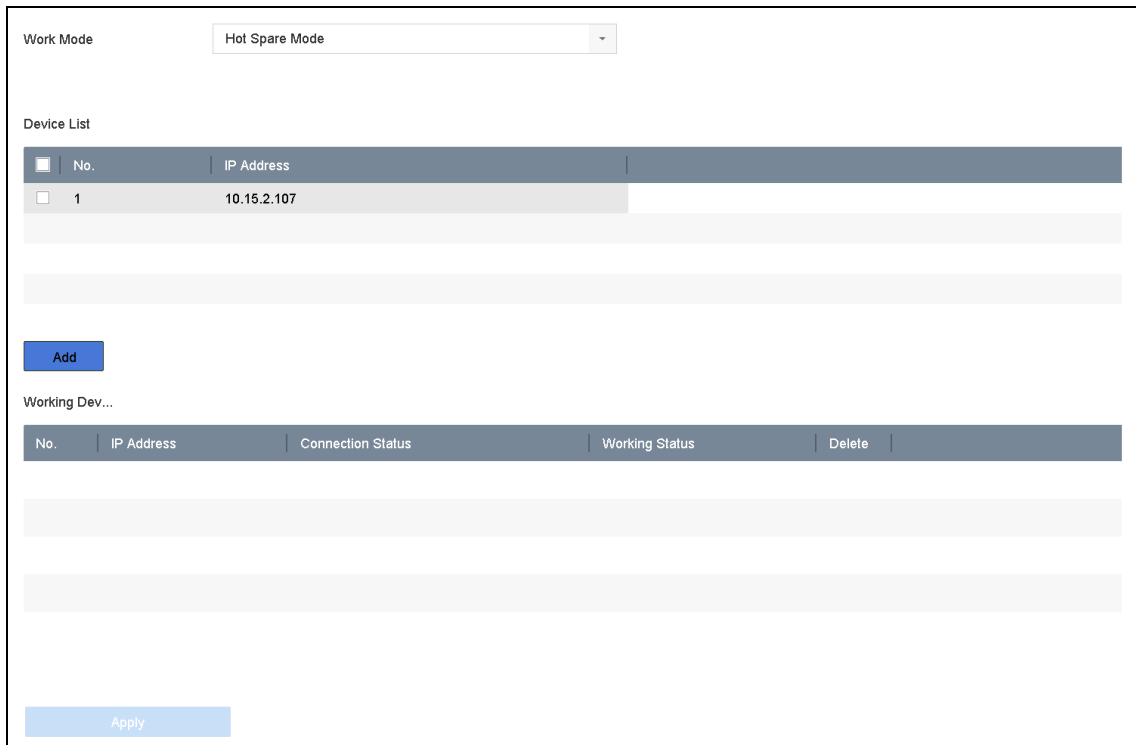 Work Mode Hot Spare Mode
Device List
No. IP Address
1 10.15.2.107
Add
Working Dev...
No. IP Address Connection Status Working Status Delete
Apply